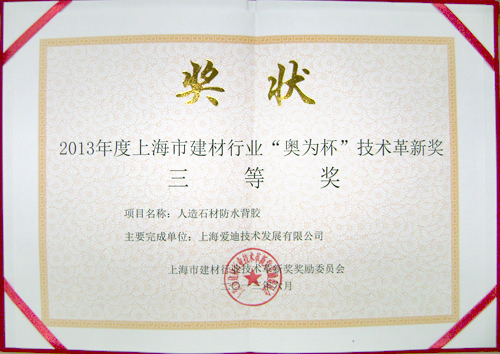 奖状
2013年度上海市建材行业“奥为杯”技术革新奖
三等奖
项目名称：人造石材防水背胶
主要完成单位：上海爱迪技术发展有限公司
上海市建材行业技术革新奖奖励委员会
月